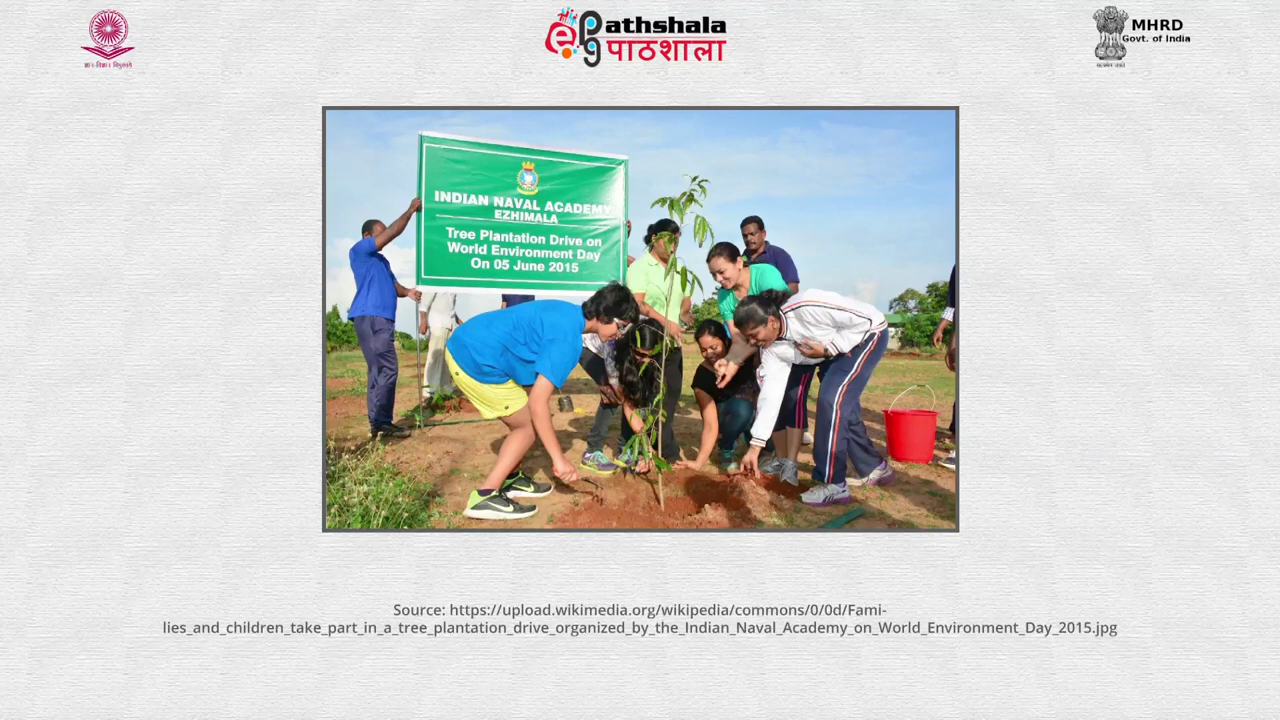 ePathshala
पाठशाला
MHRD
Govt. of India
INDIAN NAVAL ACADEMY
EZHIMALA
Tree Plantation Drive on
World Environment Day
On 05 June 2015
Source: https://upload.wikimedia.org/wikipedia/commons/0/0d/Fami-
lies_and_children_take_part_in_a_tree_plantation_drive_organized_by_the_Indian_Naval_Academy_on_World_Environment_Day_2015.jpg